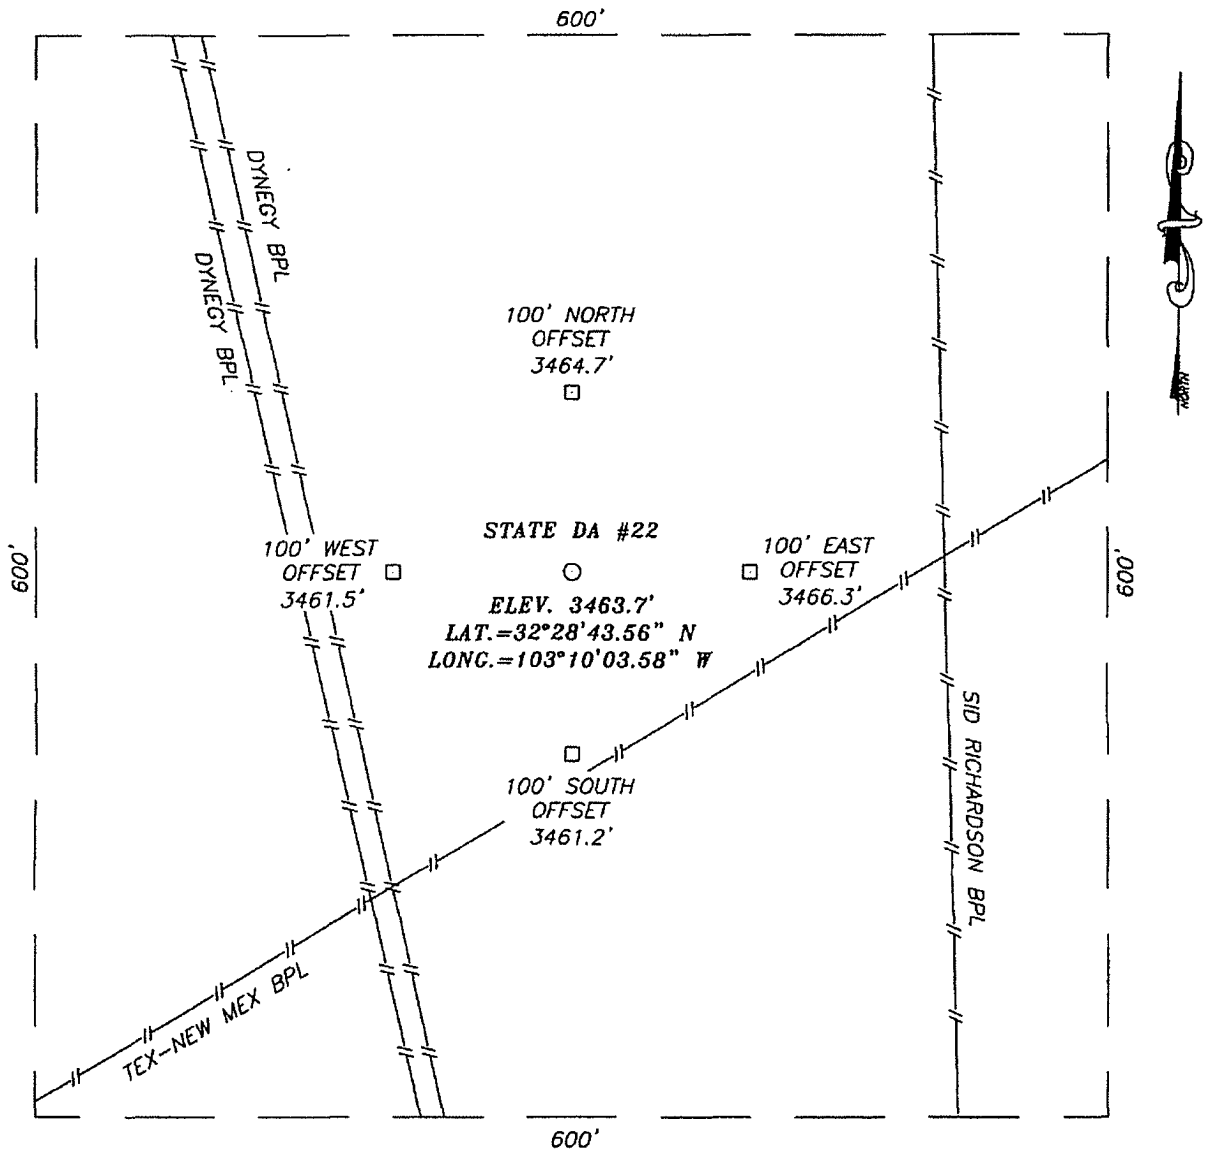 600'
DYNEGY BPL
DYNEGY BPL
100' NORTH
OFFSET
3464.7'
NORTH
600'
100' WEST
OFFSET
3461.5'
STATE DA #22
ELEV. 3463.7'
LAT.=32°28'43.56" N
LONG.=103°10'03.58" W
100' EAST
OFFSET
3466.3'
600'
SID RICHARDSON BPL
100' SOUTH
OFFSET
3461.2'
TEX-NEW MEX BPL
600'